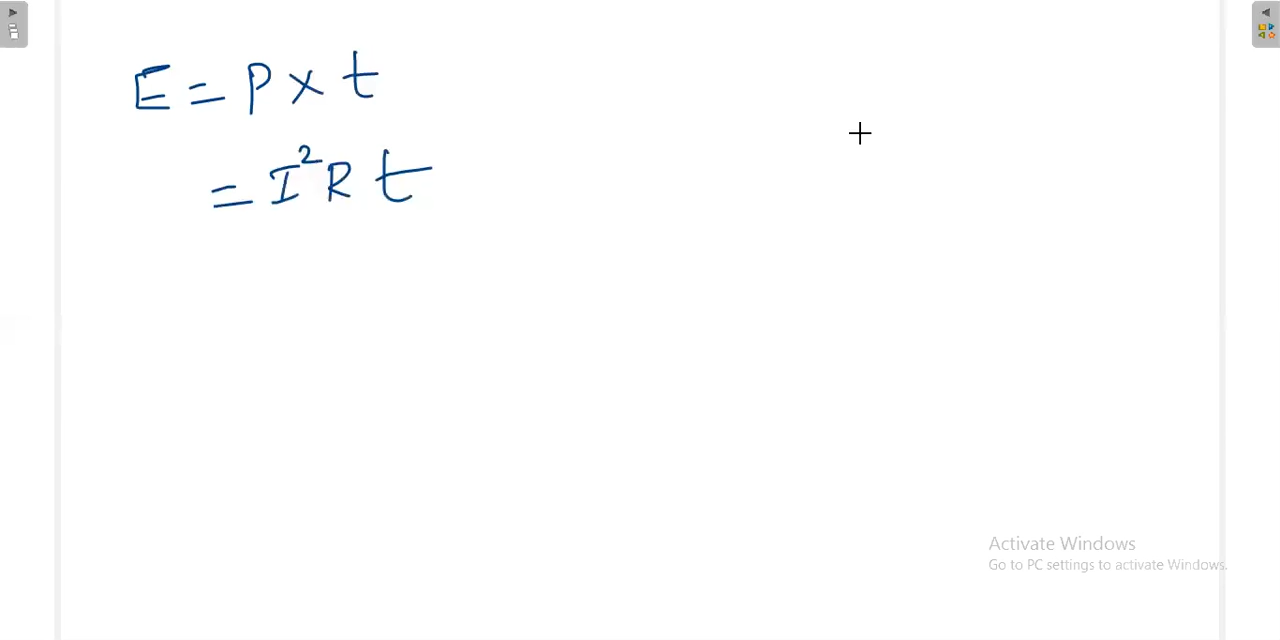 E = P × t
= I²R t
Activate Windows
Go to PC settings to activate Windows.